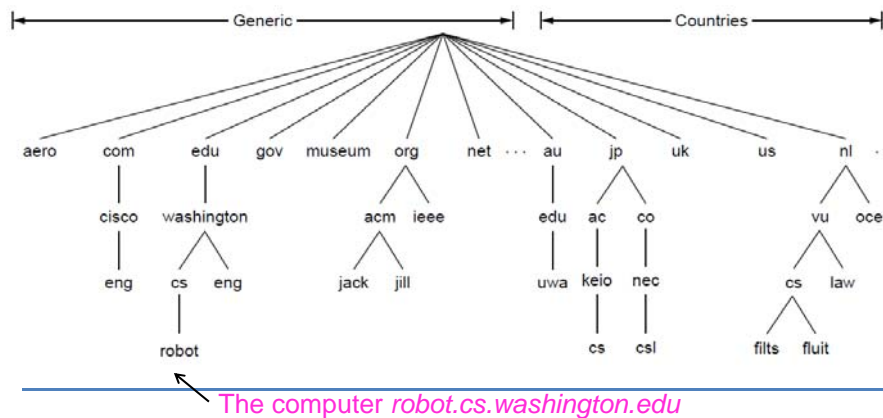 Generic Countries
aero com edu gov museum org net ... au jp uk us nl .
cisco washington acm ieee edu ac co vu oce
eng cs eng jack jill uwa keio nec cs law
robot cs csl filts fluit
The computer robot.cs.washington.edu